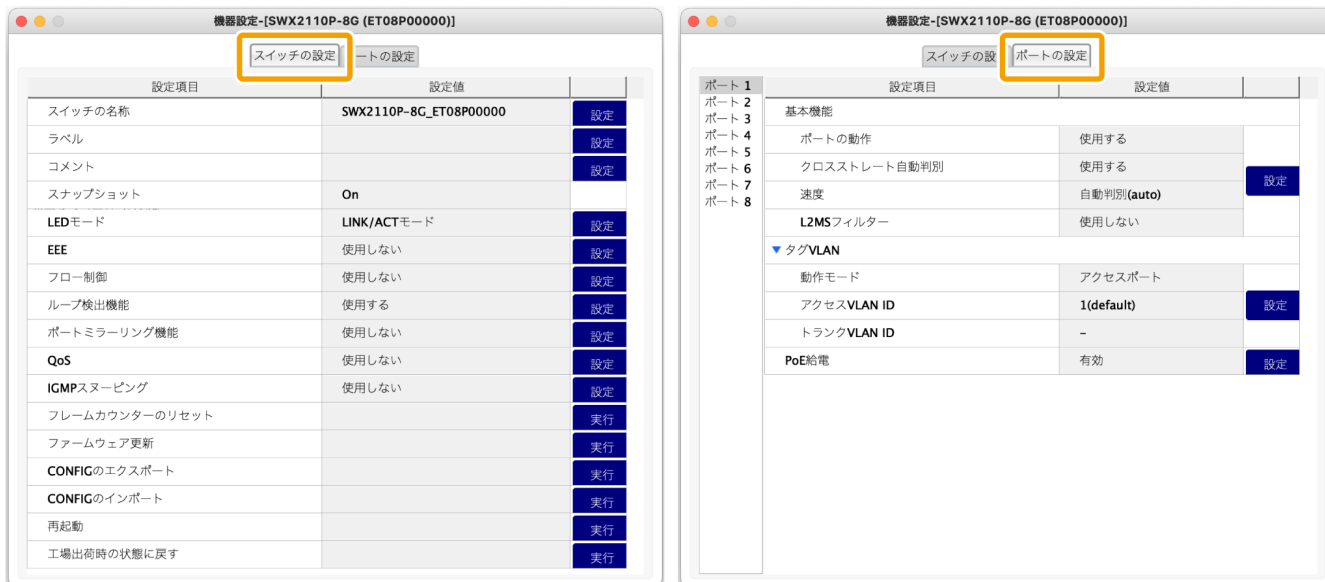 機器設定-[SWX2110P-8G (ET08P00000)]
スイッチの設定 ートの設定
設定項目 設定値
スイッチの名称 SWX2110P-8G_ET08P00000 設定
ラベル 設定
コメント 設定
スナップショット On
LEDモード LINK/ACTモード 設定
EEE 使用しない 設定
フロー制御 使用しない 設定
ループ検出機能 使用する 設定
ポートミラーリング機能 使用しない 設定
QoS 使用しない 設定
IGMPスヌーピング 使用しない 設定
フレームカウンターのリセット 実行
ファームウェア更新 実行
CONFIGのエクスポート 実行
CONFIGのインポート 実行
再起動 実行
工場出荷時の状態に戻す 実行
機器設定-[SWX2110P-8G (ET08P00000)]
スイッチの設 ポートの設定
ポート 1
ポート 2
ポート 3
ポート 4
ポート 5
ポート 6
ポート 7
ポート 8
設定項目 設定値
基本機能
ポートの動作 使用する
クロスストレート自動判別 使用する
設定
速度 自動判別(auto)
L2MSフィルター 使用しない
▼ タグVLAN
動作モード アクセスポート
アクセスVLAN ID 1(default) 設定
トランクVLAN ID –
PoE給電 有効 設定